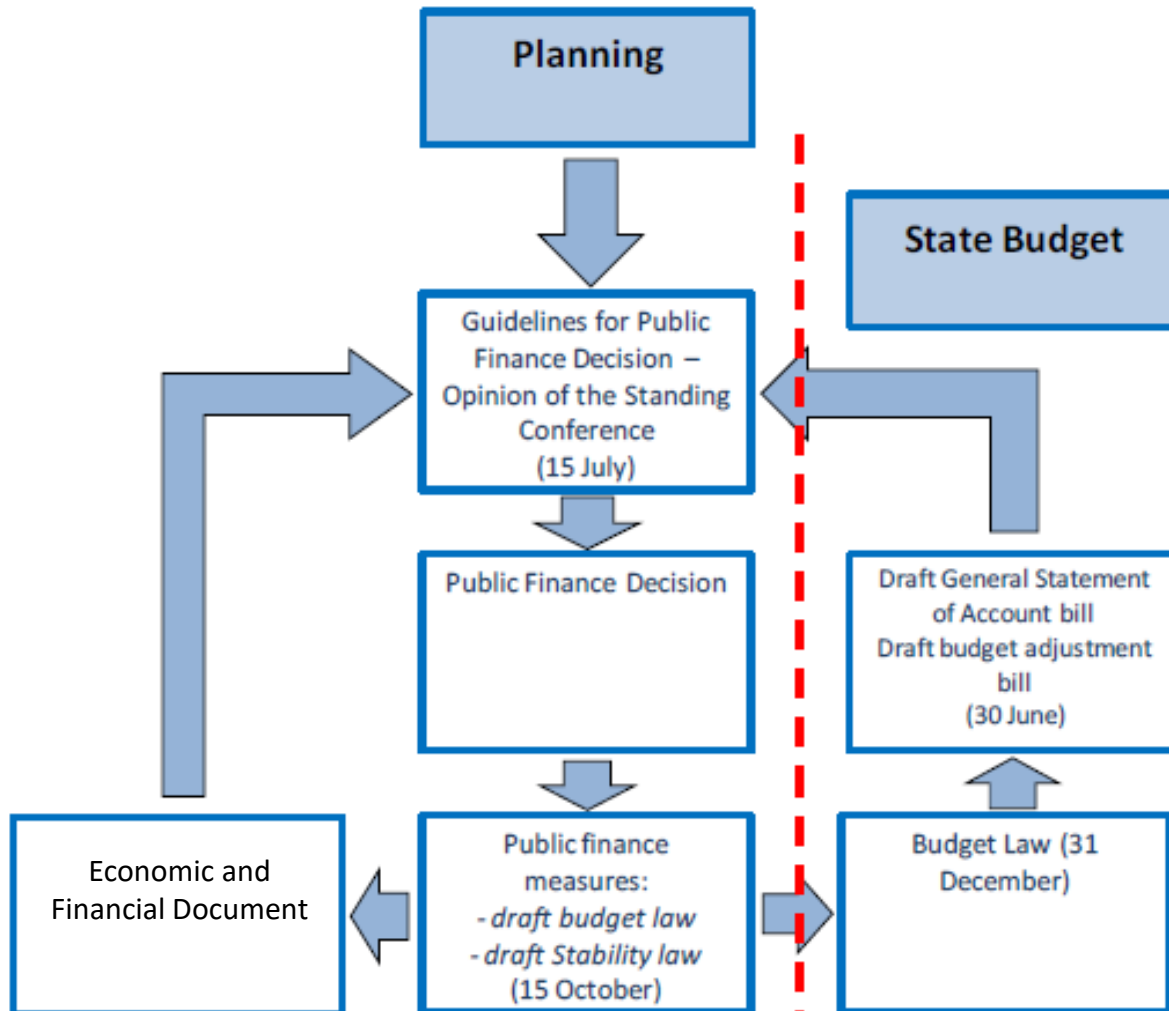 Planning
State Budget
Guidelines for Public
Finance Decision –
Opinion of the Standing
Conference
(15 July)
Public Finance Decision
Draft General Statement
of Account bill
Draft budget adjustment
bill
(30 June)
Economic and
Financial Document
Public finance
measures:
- draft budget law
- draft Stability law
(15 October)
Budget Law (31
December)